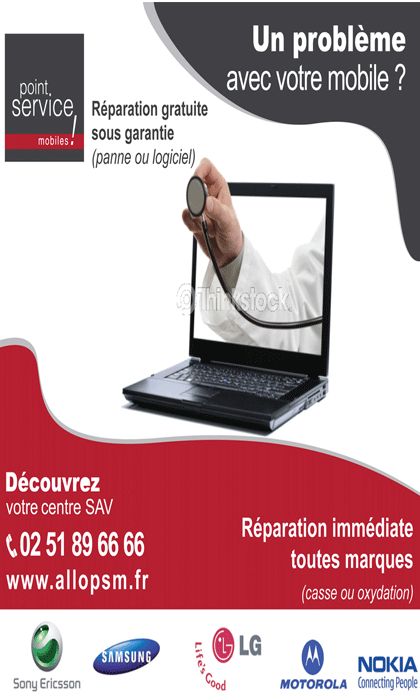 Un problème
avec votre mobile ?
point
service!
mobiles
Réparation gratuite
sous garantie
(panne ou logiciel)
Thinkstock
Découvrez
votre centre SAV
02 51 89 66 66
www.allopsm.fr
Réparation immédiate
toutes marques
(casse ou oxydation)
Sony Ericsson
SAMSUNG
LG
Life's Good
MOTOROLA
NOKIA
Connecting People